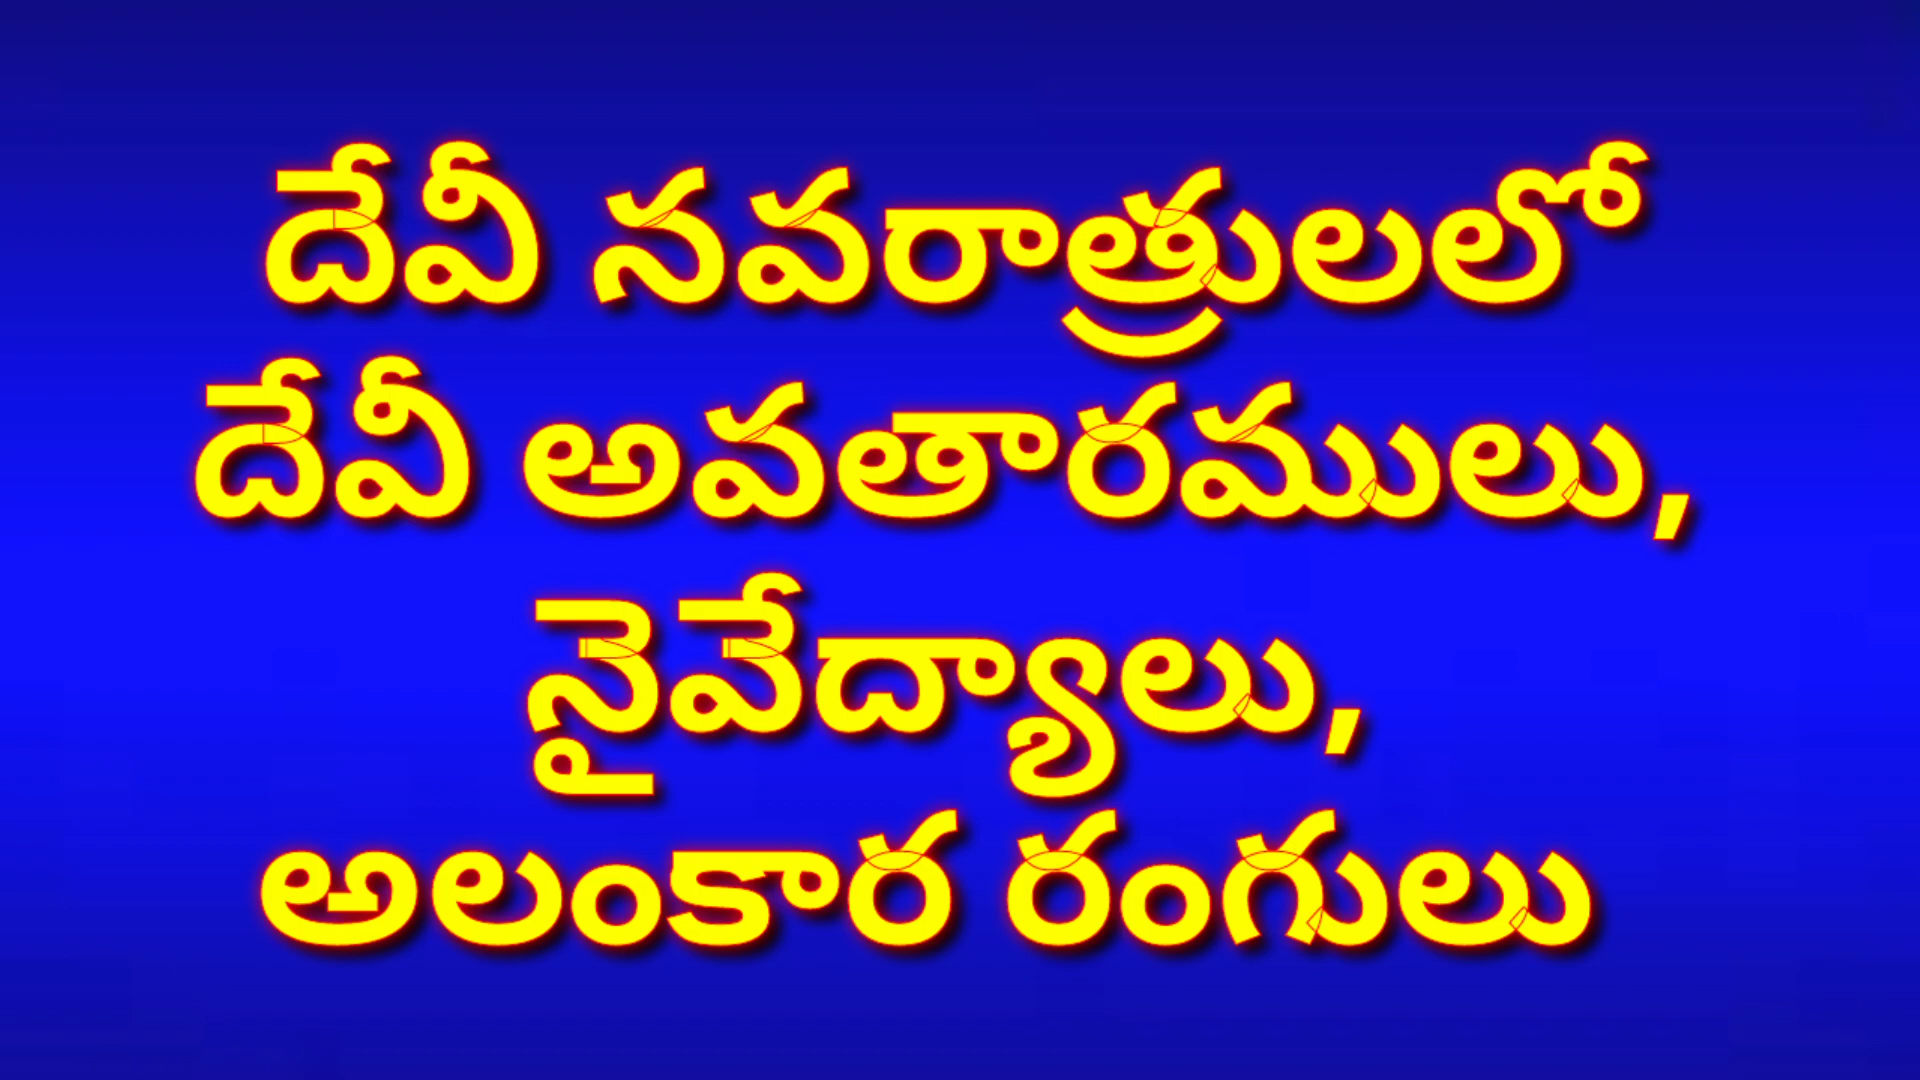 దేవీ నవరాత్రులలో
దేవీ అవతారములు,
నైవేద్యాలు,
అలంకార రంగులు